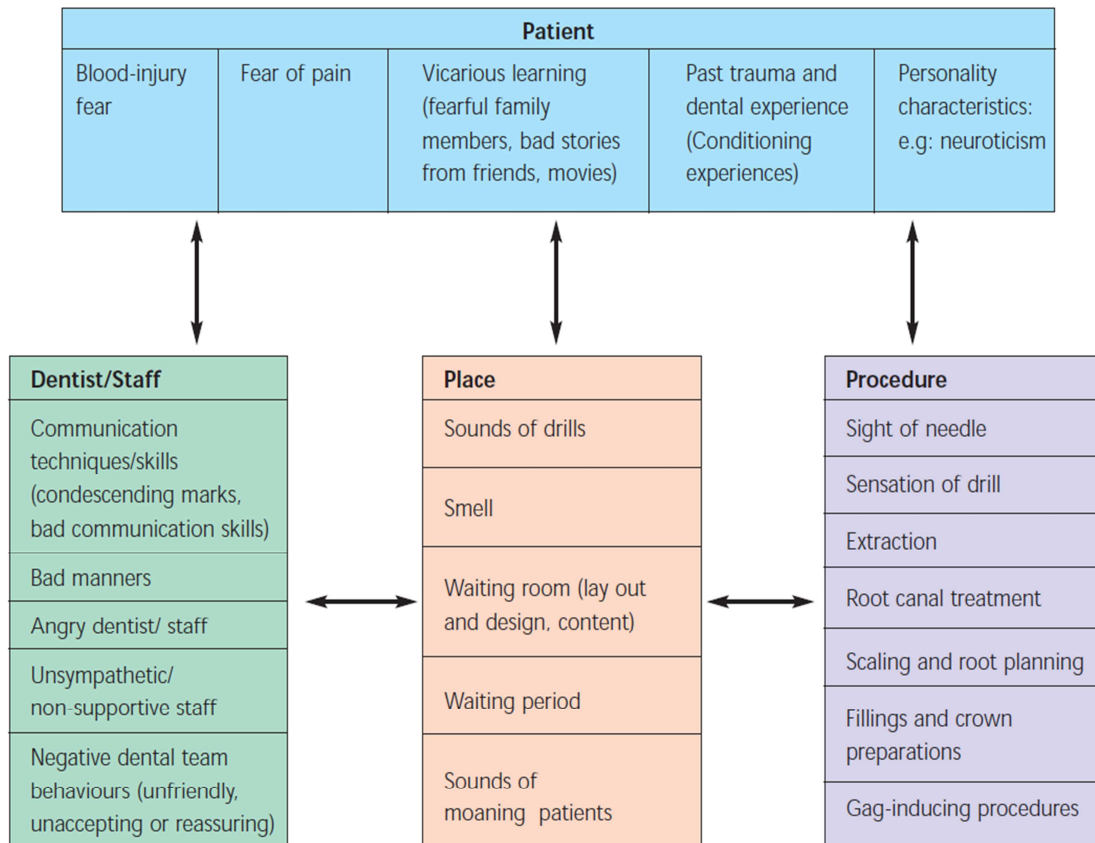 Patient
Blood-injury
fear
Fear of pain
Vicarious learning
(fearful family
members, bad stories
from friends, movies)
Past trauma and
dental experience
(Conditioning
experiences)
Personality
characteristics:
e.g: neuroticism
Dentist/Staff
Communication
techniques/skills
(condescending marks,
bad communication skills)
Bad manners
Angry dentist/ staff
Unsympathetic/
non-supportive staff
Negative dental team
behaviours (unfriendly,
unaccepting or reassuring)
Place
Sounds of drills
Smell
Waiting room (lay out
and design, content)
Waiting period
Sounds of
moaning patients
Procedure
Sight of needle
Sensation of drill
Extraction
Root canal treatment
Scaling and root planning
Fillings and crown
preparations
Gag-inducing procedures